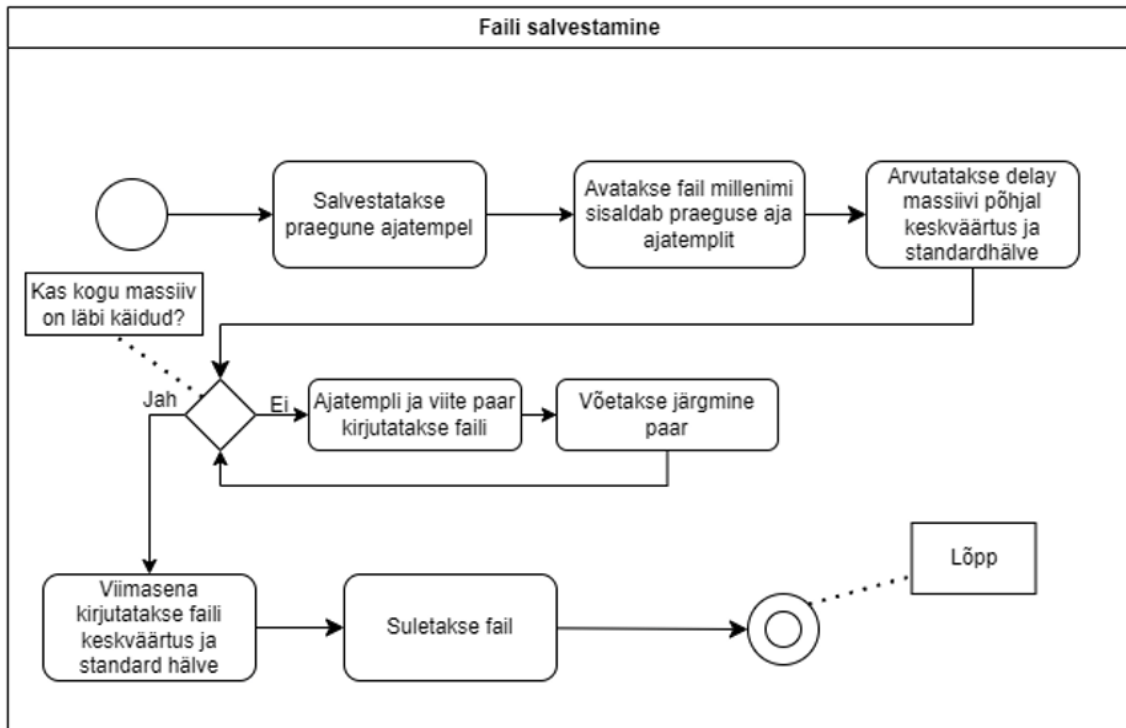 Faili salvestamine
Salvestatakse
praegune ajatempel
Avatakse fail millenimi
sisaldab praeguse aja
ajatemplit
Arvutatakse delay
massiivi põhjal
keskväärtus ja
standardhälve
Kas kogu massiiv
on läbi käidud?
Jah
Ei
Ajatempli ja viite paar
kirjutatakse faili
Võetakse järgmine
paar
Viimasena
kirjutatakse faili
keskväärtus ja
standard hälve
Suletakse fail
Lõpp